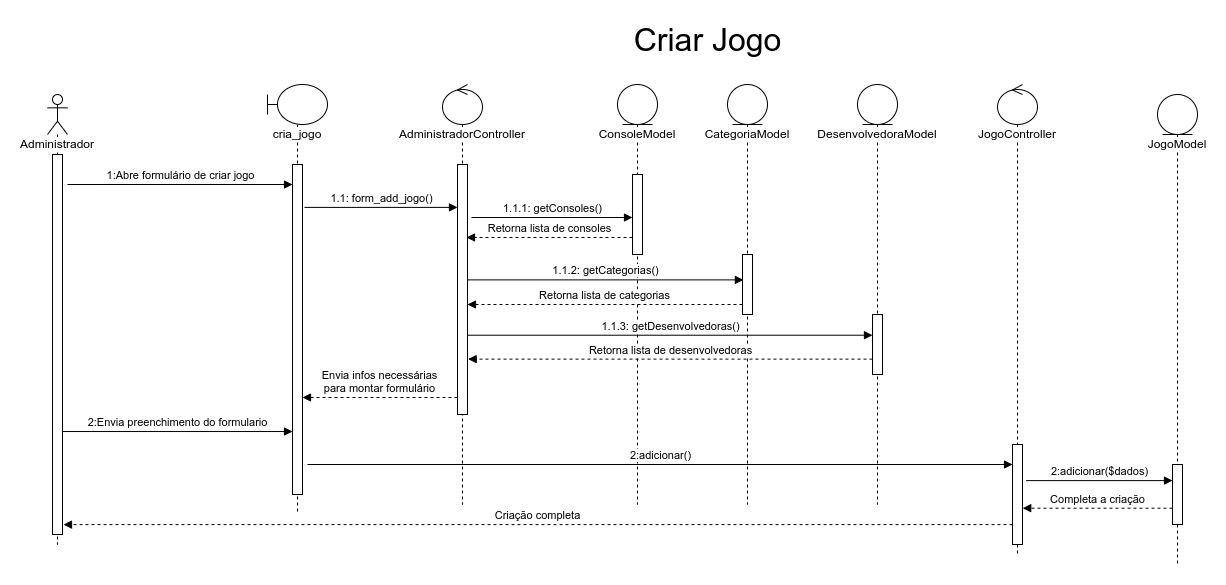 Criar Jogo
Administrador
cria_jogo
AdministradorController
ConsoleModel
CategoriaModel
DesenvolvedoraModel
JogoController
JogoModel
1:Abre formulário de criar jogo
1.1: form_add_jogo()
1.1.1: getConsoles()
Retorna lista de consoles
1.1.2: getCategorias()
Retorna lista de categorias
1.1.3: getDesenvolvedoras()
Retorna lista de desenvolvedoras
Envia infos necessárias
para montar formulário
2:Envia preenchimento do formulario
2:adicionar()
2:adicionar($dados)
Completa a criação
Criação completa